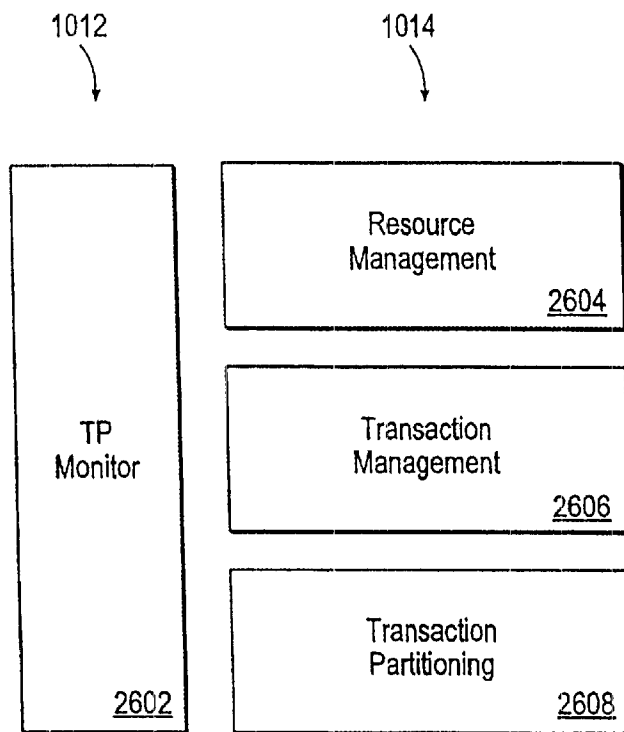 1012
1014
Resource
Management
2604
TP
Monitor
2602
Transaction
Management
2606
Transaction
Partitioning
2608